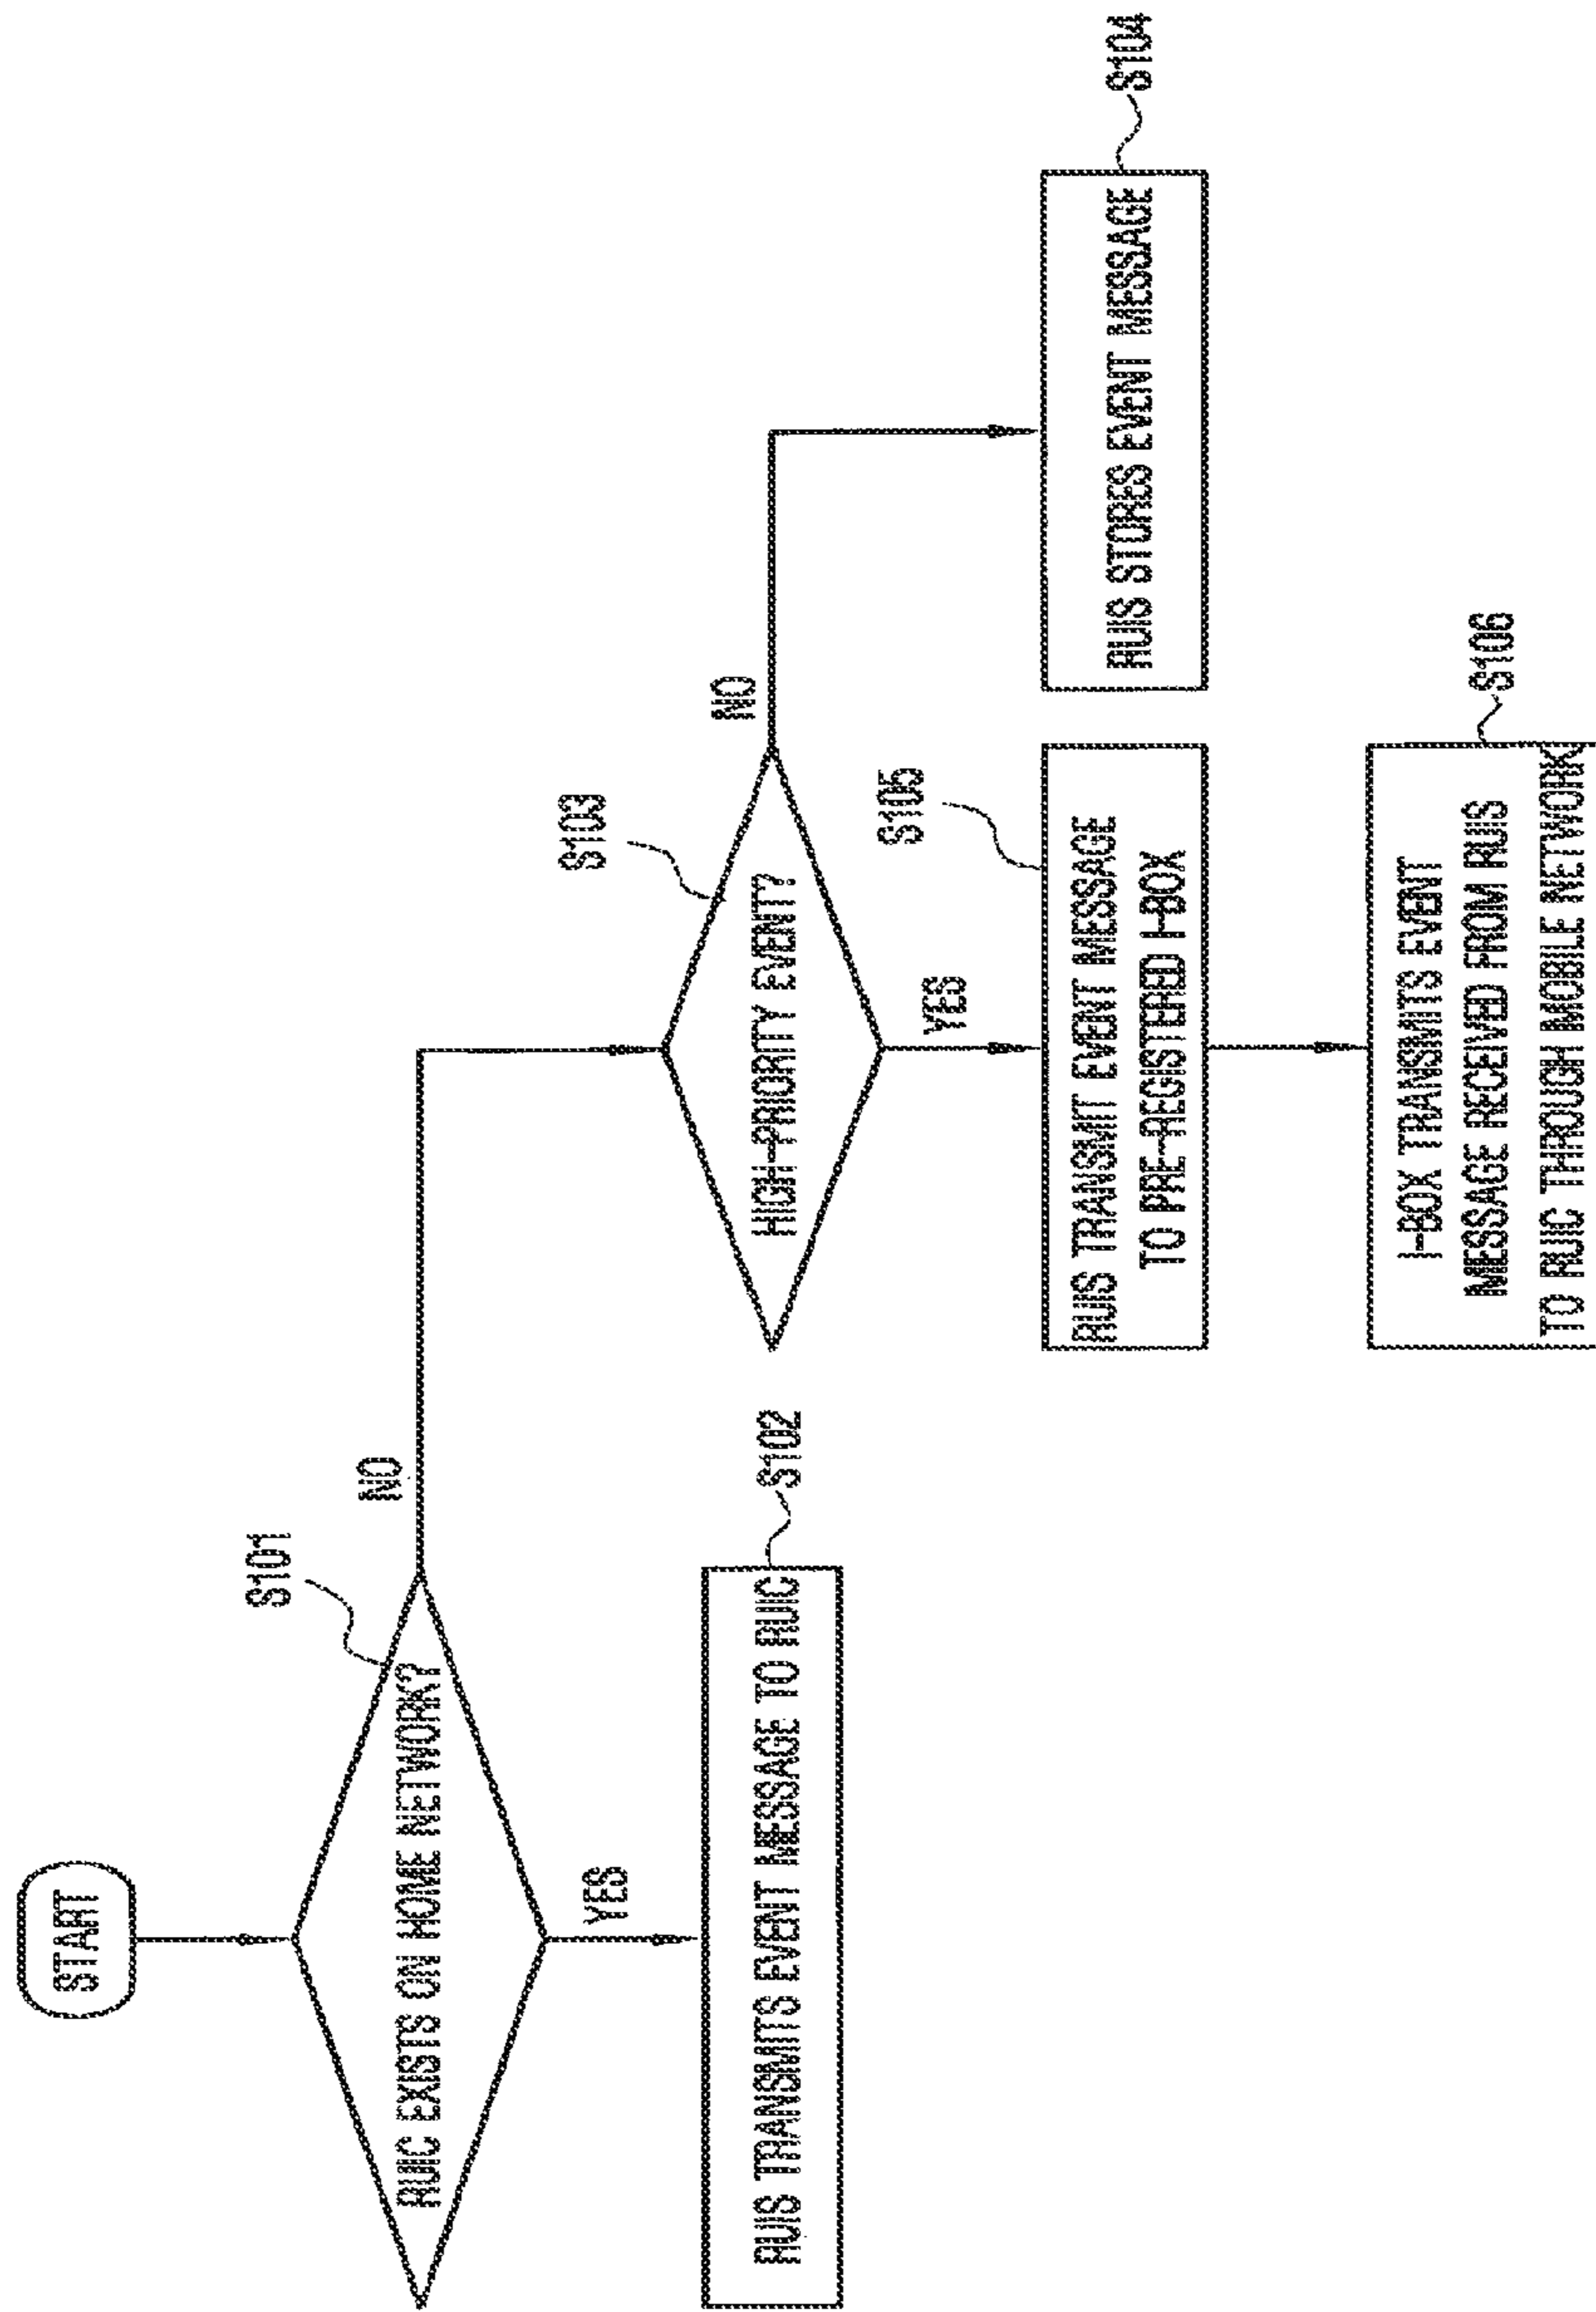 START
S101
RUIC EXISTS ON HOME NETWORK?
NO
YES
S102
RUIS TRANSMITS EVENT MESSAGE TO RUIC
S103
HIGH-PRIORITY EVENT?
NO
YES
S104
RUIS STORES EVENT MESSAGE
S105
RUIS TRANSMIT EVENT MESSAGE
TO PRE-REGISTERED I-BOX
S106
I-BOX TRANSMITS EVENT
MESSAGE RECEIVED FROM RUIS
TO RUIC THROUGH MOBILE NETWORK